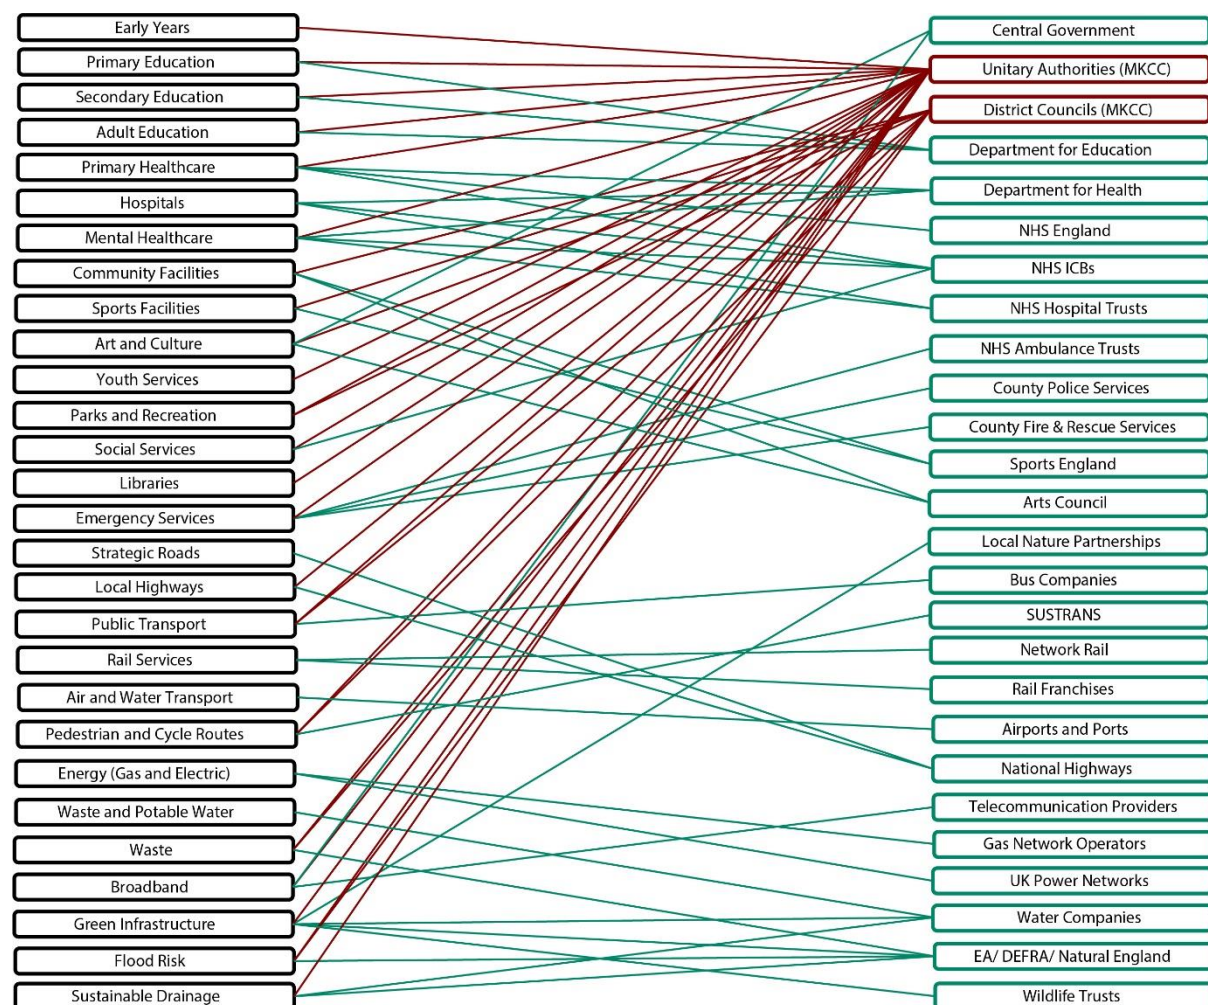 Early Years
Primary Education
Secondary Education
Adult Education
Primary Healthcare
Hospitals
Mental Healthcare
Community Facilities
Sports Facilities
Art and Culture
Youth Services
Parks and Recreation
Social Services
Libraries
Emergency Services
Strategic Roads
Local Highways
Public Transport
Rail Services
Air and Water Transport
Pedestrian and Cycle Routes
Energy (Gas and Electric)
Waste and Potable Water
Waste
Broadband
Green Infrastructure
Flood Risk
Sustainable Drainage
Central Government
Unitary Authorities (MKCC)
District Councils (MKCC)
Department for Education
Department for Health
NHS England
NHS ICBs
NHS Hospital Trusts
NHS Ambulance Trusts
County Police Services
County Fire & Rescue Services
Sports England
Arts Council
Local Nature Partnerships
Bus Companies
SUSTRANS
Network Rail
Rail Franchises
Airports and Ports
National Highways
Telecommunication Providers
Gas Network Operators
UK Power Networks
Water Companies
EA/ DEFRA/ Natural England
Wildlife Trusts